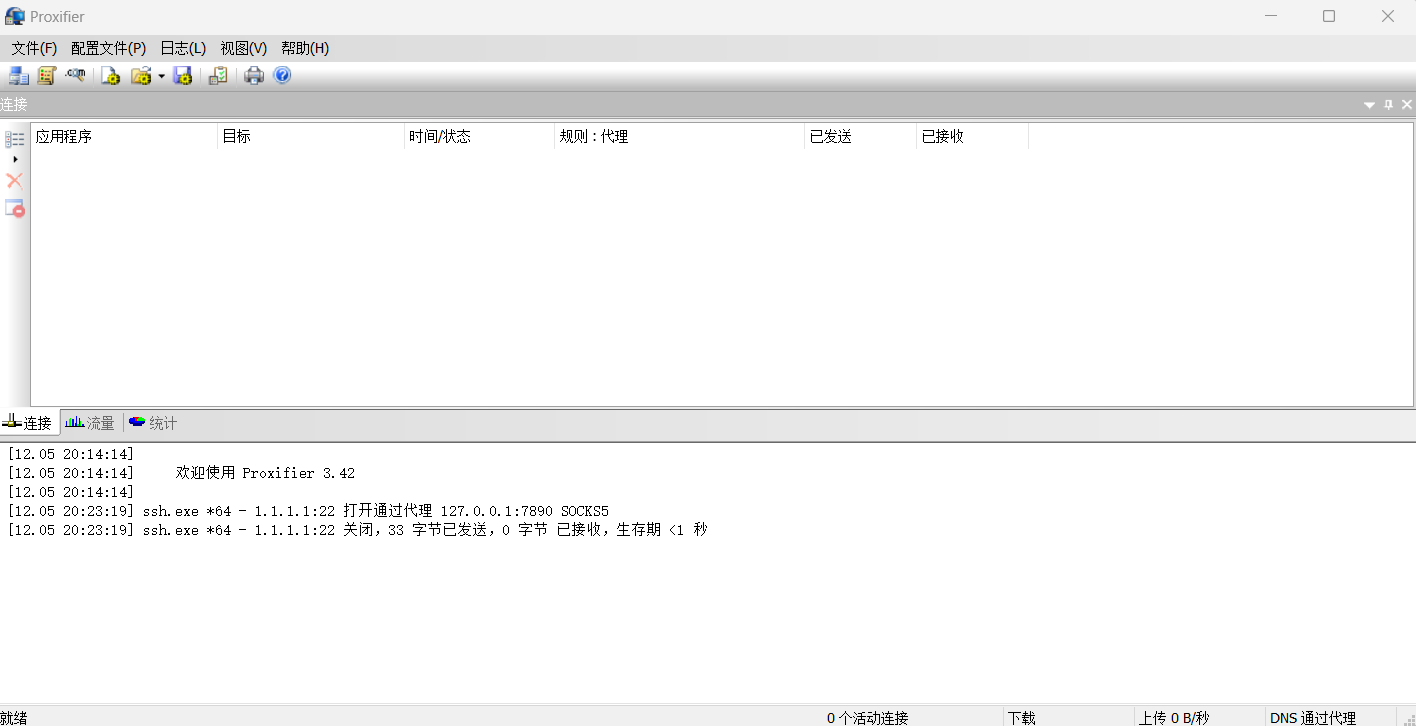 Proxifier
文件(F) 配置文件(P) 日志(L) 视图(V) 帮助(H)
连接
应用程序 目标 时间/状态 规则 : 代理 已发送 已接收
连接 流量 统计
[12.05 20:14:14]
[12.05 20:14:14] 欢迎使用 Proxifier 3.42
[12.05 20:14:14]
[12.05 20:23:19] ssh.exe *64 - 1.1.1.1:22 打开通过代理 127.0.0.1:7890 SOCKS5
[12.05 20:23:19] ssh.exe *64 - 1.1.1.1:22 关闭，33 字节已发送，0 字节 已接收，生存期 <1 秒
就绪 0 个活动连接 下载 上传 0 B/秒 DNS 通过代理